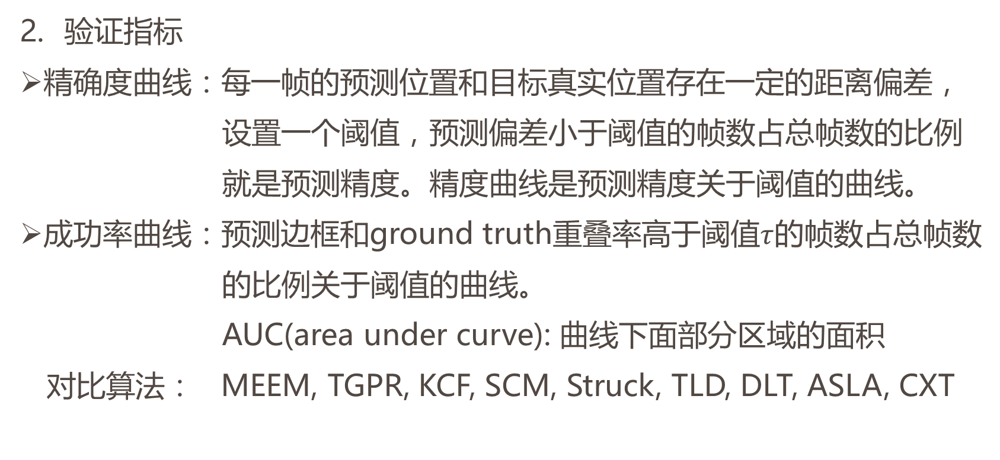 2. 验证指标
➢精确度曲线：每一帧的预测位置和目标真实位置存在一定的距离偏差，
设置一个阈值，预测偏差小于阈值的帧数占总帧数的比例
就是预测精度。精度曲线是预测精度关于阈值的曲线。
➢成功率曲线：预测边框和ground truth重叠率高于阈值τ的帧数占总帧数
的比例关于阈值的曲线。
AUC(area under curve): 曲线下面部分区域的面积
对比算法： MEEM, TGPR, KCF, SCM, Struck, TLD, DLT, ASLA, CXT